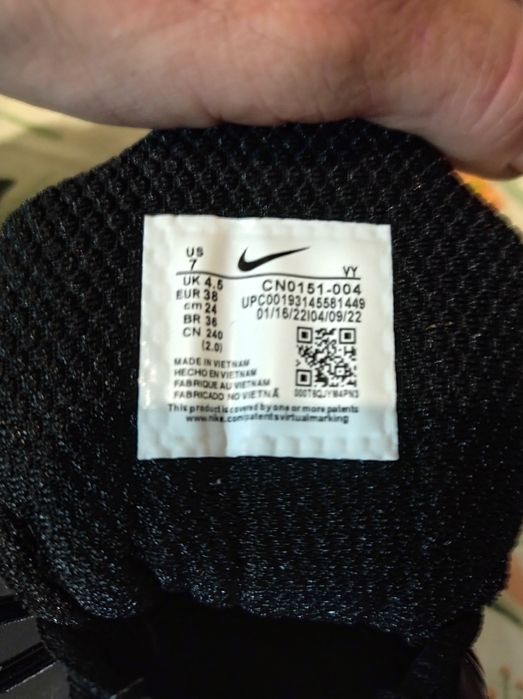 US
7
VY
UK 4.5
EUR 38
cm 24
BR 36
CN 240
(2.0)
CN0151-004
UPC00193145581449
01/16/22|04/09/22
000T8QJYM4PN3
MADE IN VIETNAM
HECHO EN VIETNAM
FABRIQUE AU VIETNAM
FABRICADO NO VIETNÃ
This product is covered by one or more patents
www.nike.com/patentsvirtualmarking